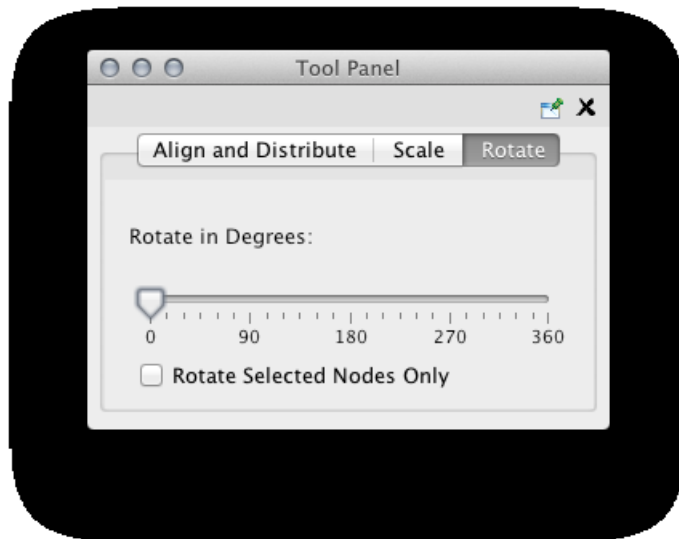 Tool Panel
Align and Distribute Scale Rotate
Rotate in Degrees:
0 90 180 270 360
Rotate Selected Nodes Only